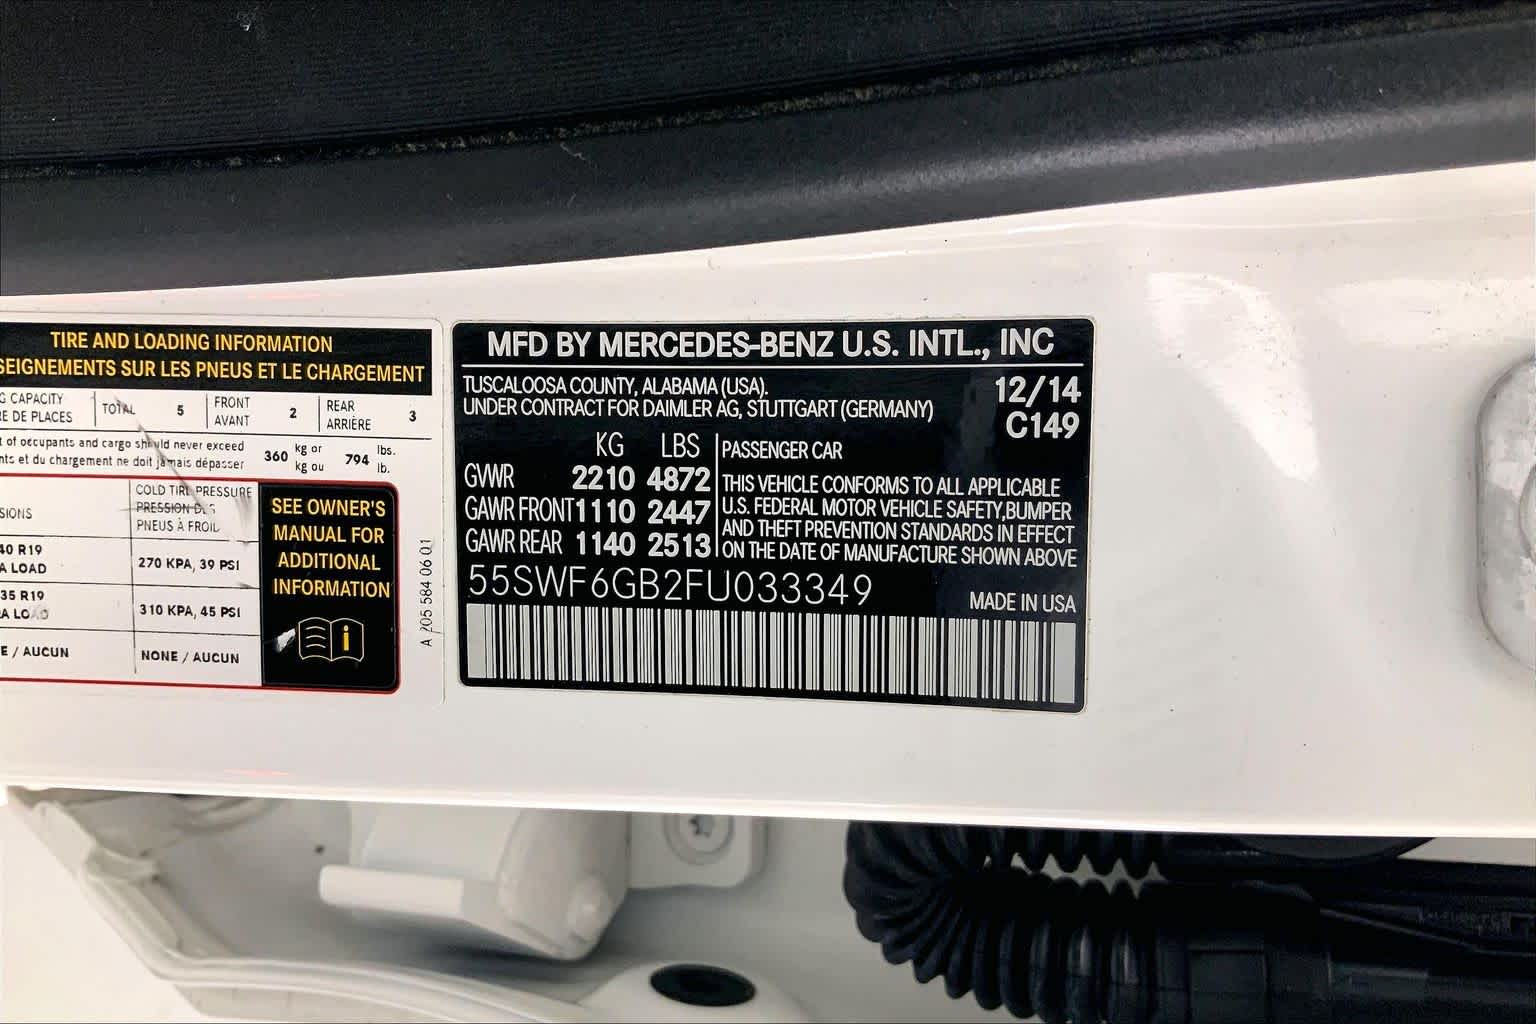 TIRE AND LOADING INFORMATION
SEIGNEMENTS SUR LES PNEUS ET LE CHARGEMENT
G CAPACITY TOTAL 5 FRONT 2 REAR 3
RE DE PLACES AVANT ARRIÈRE
t of occupants and cargo should never exceed 360 kg or 794 lbs.
nts et du chargement ne doit jamais dépasser kg ou lb.
SIONS
COLD TIRE PRESSURE
PRESSION DES
PNEUS À FROID
40 R19
A LOAD
270 KPA, 39 PSI
35 R19
A LOAD
310 KPA, 45 PSI
E / AUCUN
NONE / AUCUN
SEE OWNER'S
MANUAL FOR
ADDITIONAL
INFORMATION
i
A 205 584 06 01
MFD BY MERCEDES-BENZ U.S. INTL., INC
TUSCALOOSA COUNTY, ALABAMA (USA).
UNDER CONTRACT FOR DAIMLER AG, STUTTGART (GERMANY)
12/14
C149
KG LBS
GVWR 2210 4872
GAWR FRONT 1110 2447
GAWR REAR 1140 2513
PASSENGER CAR
THIS VEHICLE CONFORMS TO ALL APPLICABLE
U.S. FEDERAL MOTOR VEHICLE SAFETY,BUMPER
AND THEFT PREVENTION STANDARDS IN EFFECT
ON THE DATE OF MANUFACTURE SHOWN ABOVE
55SWF6GB2FU033349
MADE IN USA